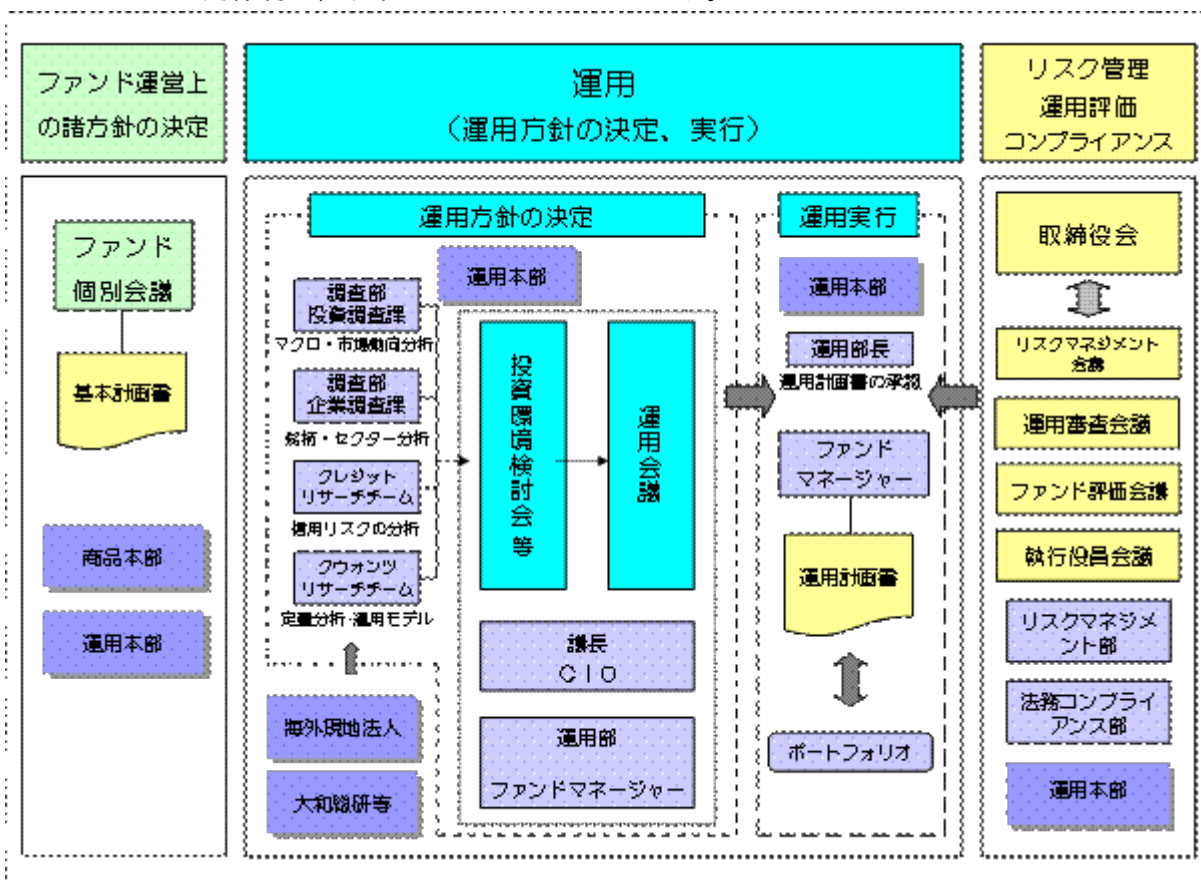 ファンド運営上
の諸方針の決定
運用
(運用方針の決定、実行)
リスク管理
運用評価
コンプライアンス
ファンド
個別会議
基本計画書
商品本部
運用本部
運用方針の決定
運用本部
調査部
投資調査課
マクロ・市場動向分析
調査部
企業調査課
銘柄・セクター分析
クレジット
リサーチチーム
信用リスクの分析
クウォンツ
リサーチチーム
定量分析・運用モデル
海外現地法人
大和総研等
投資環境検討会等
運用会議
議長
CIO
運用部
ファンドマネージャー
運用実行
運用本部
運用部長
運用計画書の承認
ファンド
マネージャー
運用計画書
ポートフォリオ
取締役会
リスクマネジメント
会議
運用審査会議
ファンド評価会議
執行役員会議
リスクマネジメ
ント部
法務コンプライ
アンス部
運用本部